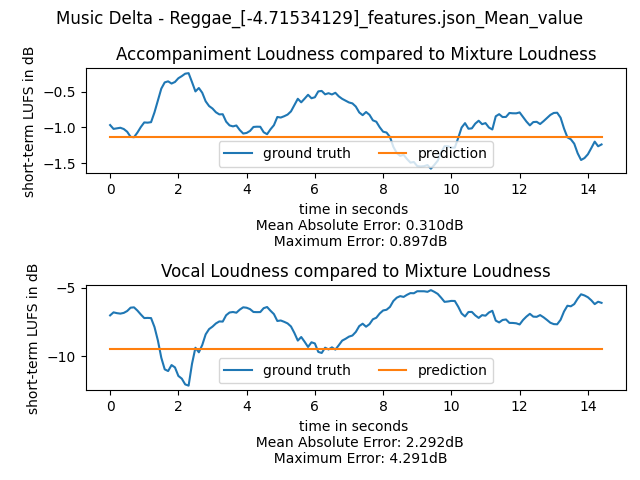 Music Delta - Reggae_[-4.71534129]_features.json_Mean_value
Accompaniment Loudness compared to Mixture Loudness
short-term LUFS in dB
−0.5
−1.0
−1.5
ground truth
prediction
0 2 4 6 8 10 12 14
time in seconds
Mean Absolute Error: 0.310dB
Maximum Error: 0.897dB
Vocal Loudness compared to Mixture Loudness
short-term LUFS in dB
−5
−10
ground truth
prediction
0 2 4 6 8 10 12 14
time in seconds
Mean Absolute Error: 2.292dB
Maximum Error: 4.291dB